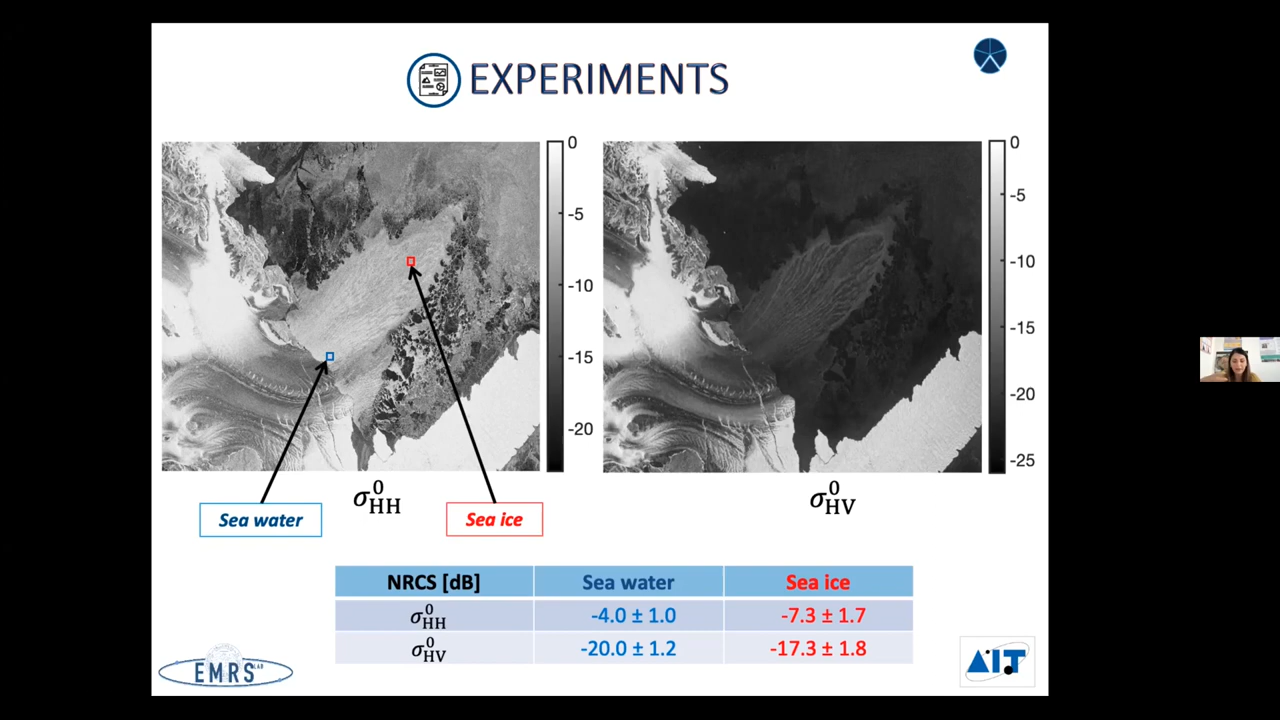 EXPERIMENTS
0
-5
-10
-15
-20
0
-5
-10
-15
-20
-25
σ⁰HH
σ⁰HV
Sea water
Sea ice
NRCS [dB] Sea water Sea ice
σ⁰HH -4.0 ± 1.0 -7.3 ± 1.7
σ⁰HV -20.0 ± 1.2 -17.3 ± 1.8
EMRS LAB
AIT